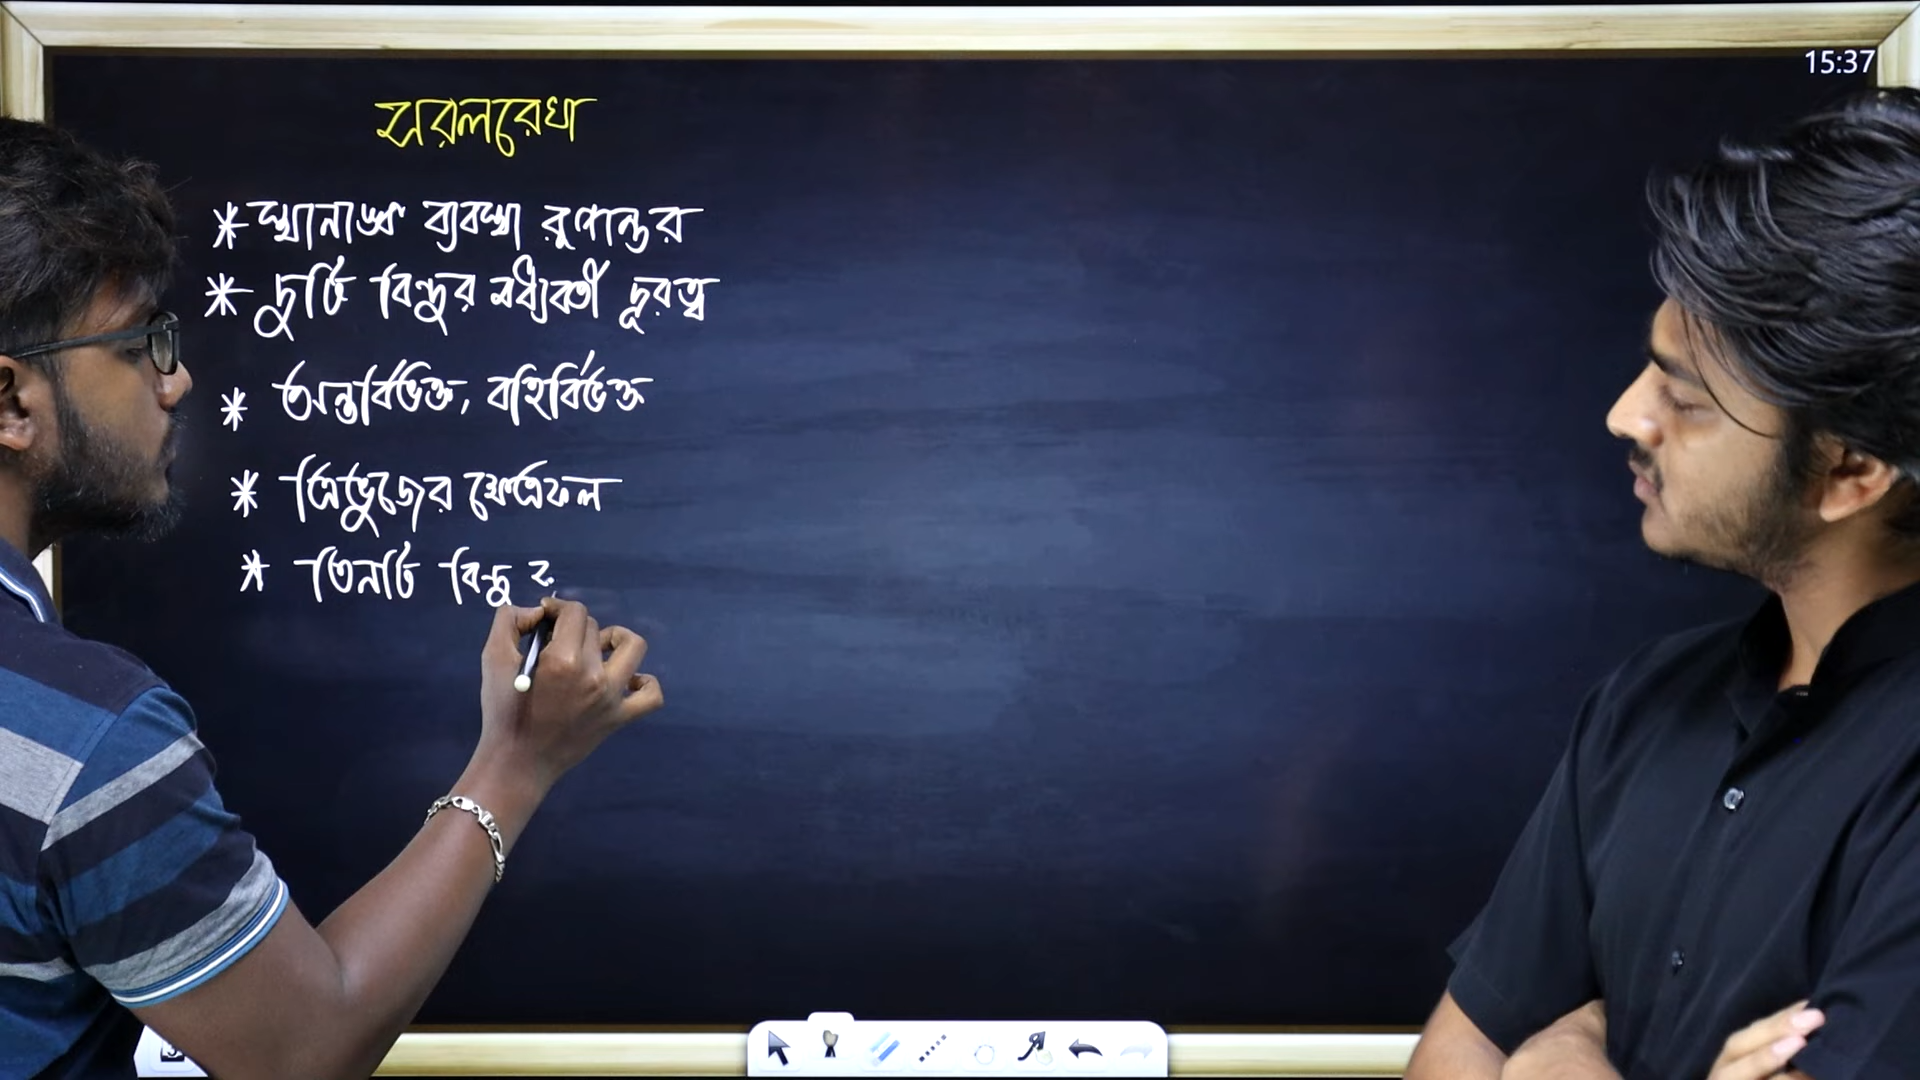 15:37
সরলরেখা
* স্থানাঙ্ক ব্যবস্থা রুপান্তর
* দুটি বিন্দুর মধ্যবর্তী দূরত্ব
* অন্তর্বিভক্ত, বহির্বিভক্ত
* ত্রিভুজের ক্ষেত্রফল
* তিনটি বিন্দু